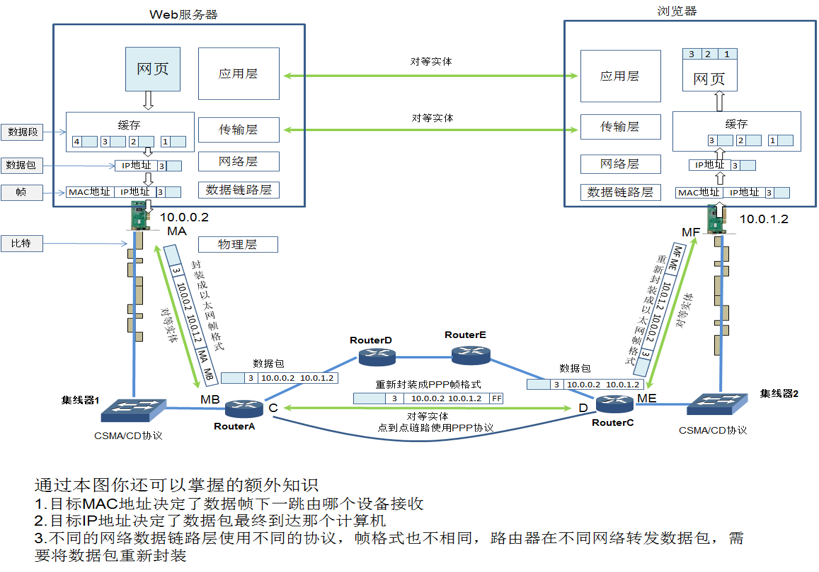 Web服务器
浏览器
网页
应用层
对等实体
应用层
3 2 1
网页
数据段
缓存
4 3 2 1
传输层
对等实体
传输层
缓存
3 2 1
数据包
IP地址 3
网络层
网络层
IP地址 3
帧
MAC地址 IP地址 3
数据链路层
数据链路层
MAC地址 IP地址 3
10.0.0.2
MA
10.0.1.2
MF
比特
物理层
3 10.0.0.2 10.0.1.2 MA MB
封装成以太网帧格式
对等实体
MF ME 10.0.1.2 10.0.0.2 3
重新封装成以太网帧格式
对等实体
RouterD
RouterE
数据包
3 10.0.0.2 10.0.1.2
数据包
3 10.0.0.2 10.0.1.2
重新封装成PPP帧格式
3 10.0.0.2 10.0.1.2 FF
对等实体
点到点链路使用PPP协议
集线器1
CSMA/CD协议
MB
RouterA
C
D
ME
RouterC
集线器2
CSMA/CD协议
通过本图你还可以掌握的额外知识
1.目标MAC地址决定了数据帧下一跳由哪个设备接收
2.目标IP地址决定了数据包最终到达那个计算机
3.不同的网络数据链路层使用不同的协议，帧格式也不相同，路由器在不同网络转发数据包，需
要将数据包重新封装